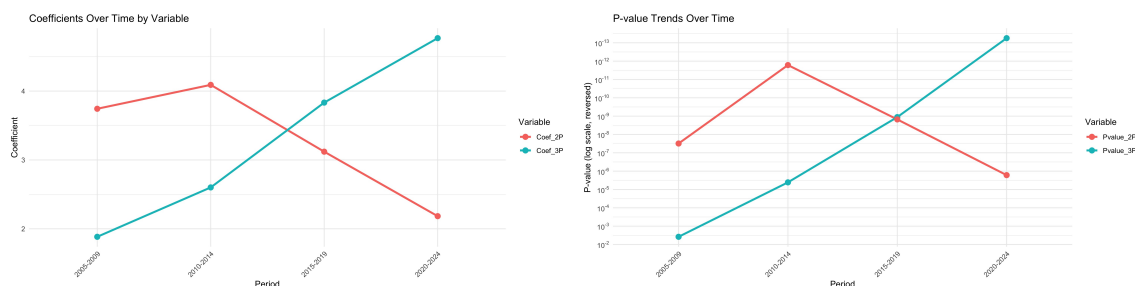 Coefficients Over Time by Variable
4
3
2
Coefficient
2005-2009
2010-2014
2015-2019
2020-2024
Period
Variable
Coef_2P
Coef_3P
P-value Trends Over Time
10⁻¹³
10⁻¹²
10⁻¹¹
10⁻¹⁰
10⁻⁹
10⁻⁸
10⁻⁷
10⁻⁶
10⁻⁵
10⁻⁴
10⁻³
10⁻²
P-value (log scale, reversed)
2005-2009
2010-2014
2015-2019
2020-2024
Period
Variable
Pvalue_2P
Pvalue_3P